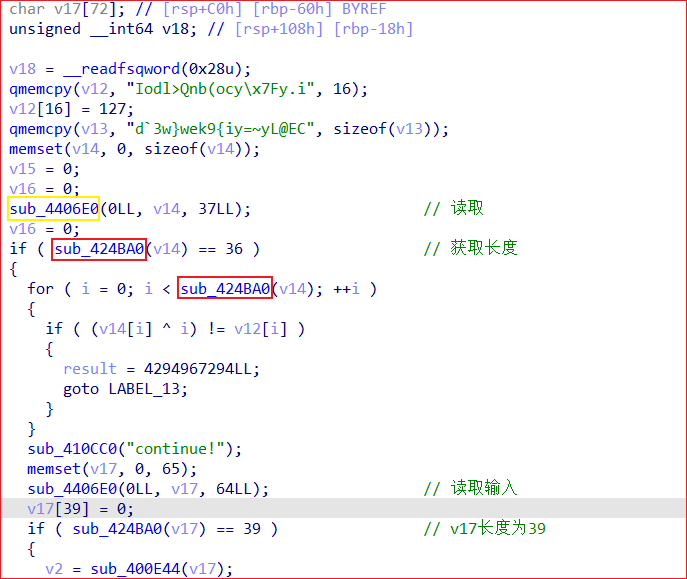 char v17[72]; // [rsp+C0h] [rbp-60h] BYREF
unsigned __int64 v18; // [rsp+108h] [rbp-18h]
v18 = __readfsqword(0x28u);
qmemcpy(v12, "Iodl>Qnb(ocy\x7Fy.i", 16);
v12[16] = 127;
qmemcpy(v13, "d`3w}wek9{iy=~yL@EC", sizeof(v13));
memset(v14, 0, sizeof(v14));
v15 = 0;
v16 = 0;
sub_4406E0(0LL, v14, 37LL); // 读取
v16 = 0;
if ( sub_424BA0(v14) == 36 ) // 获取长度
{
for ( i = 0; i < sub_424BA0(v14); ++i )
{
if ( (v14[i] ^ i) != v12[i] )
{
result = 4294967294LL;
goto LABEL_13;
}
}
sub_410CC0("continue!");
memset(v17, 0, 65);
sub_4406E0(0LL, v17, 64LL); // 读取输入
v17[39] = 0;
if ( sub_424BA0(v17) == 39 ) // v17长度为39
{
v2 = sub_400E44(v17);